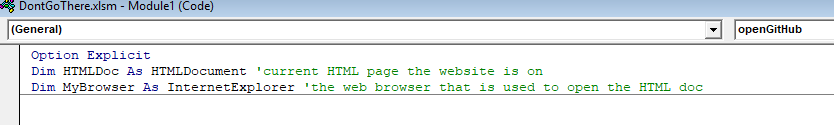 DontGoThere.xlsm - Module1 (Code)
(General) openGitHub
Option Explicit
Dim HTMLDoc As HTMLDocument 'current HTML page the website is on
Dim MyBrowser As InternetExplorer 'the web browser that is used to open the HTML doc